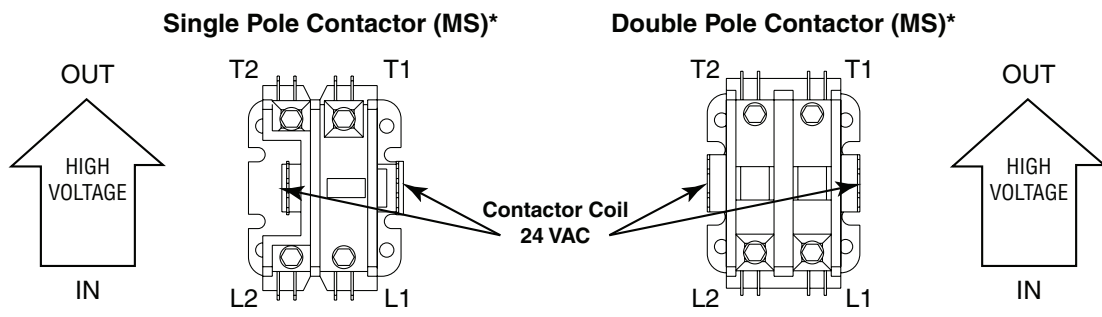 Single Pole Contactor (MS)*
Double Pole Contactor (MS)*
OUT
T2
T1
T2
T1
OUT
HIGH
VOLTAGE
HIGH
VOLTAGE
Contactor Coil
24 VAC
IN
L2
L1
L2
L1
IN